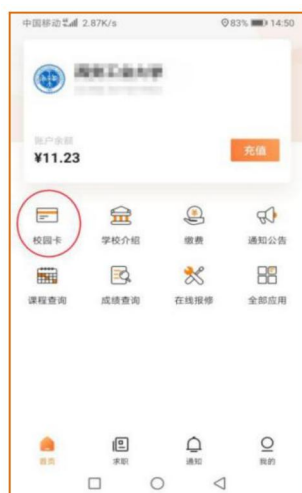 中国移动 2.87K/s 83% 14:50
账户余额
¥11.23
充值
校园卡 学校介绍 缴费 通知公告
课程查询 成绩查询 在线报修 全部应用
首页 求职 通知 我的